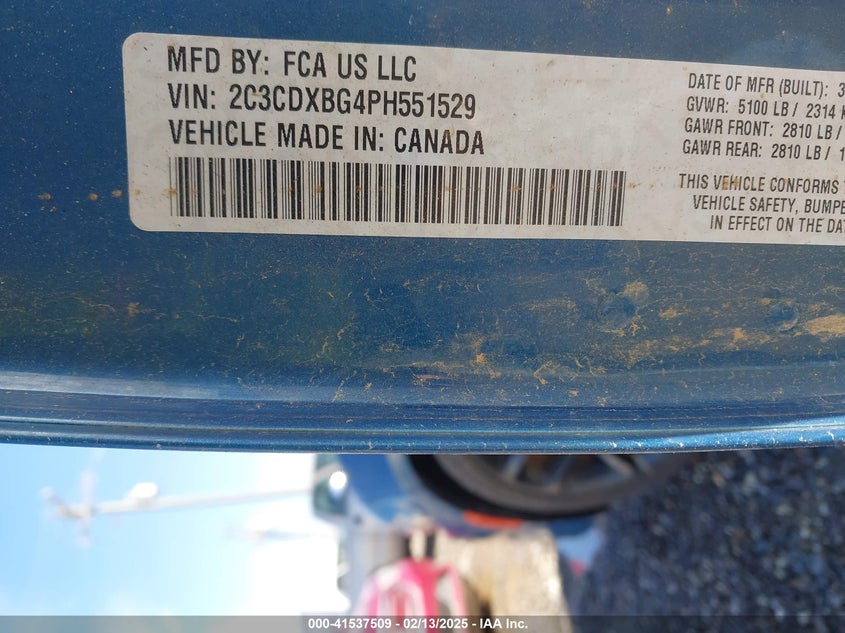 MFD BY: FCA US LLC
VIN: 2C3CDXBG4PH551529
VEHICLE MADE IN: CANADA
DATE OF MFR (BUILT): 3
GVWR: 5100 LB / 2314 K
GAWR FRONT: 2810 LB /
GAWR REAR: 2810 LB / 1
THIS VEHICLE CONFORMS
VEHICLE SAFETY, BUMPE
IN EFFECT ON THE DAT
000-41537509 - 02/13/2025 - IAA Inc.